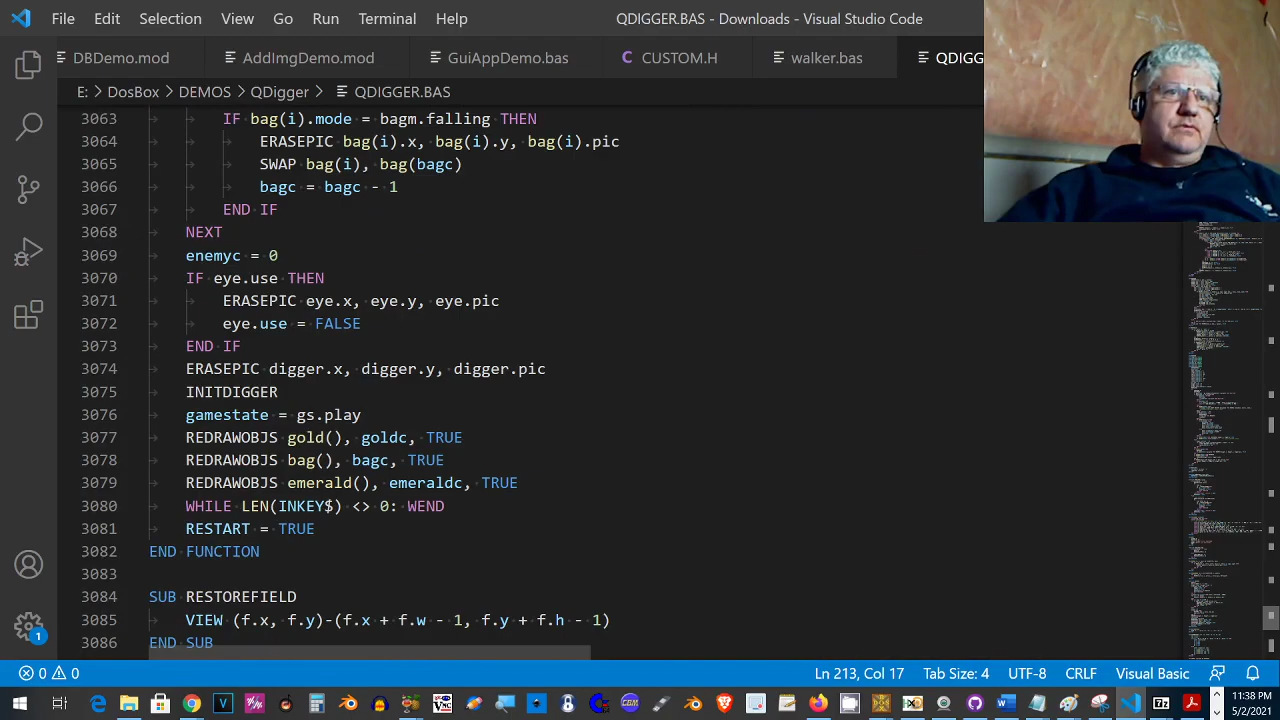 File Edit Selection View Go Run Terminal Help QDIGGER.BAS - Downloads - Visual Studio Code
DBDemo.mod AddImgDemo.mod GuiAppDemo.bas C CUSTOM.H walker.bas QDIGG
E: > DosBox > DEMOS > QDigger > QDIGGER.BAS
3063 IF bag(i).mode = bagm.falling THEN
3064 ERASEPIC bag(i).x, bag(i).y, bag(i).pic
3065 SWAP bag(i), bag(bagc)
3066 bagc = bagc - 1
3067 END IF
3068 NEXT
3069 enemyc = 0
3070 IF eye.use THEN
3071 ERASEPIC eye.x, eye.y, eye.pic
3072 eye.use = FALSE
3073 END IF
3074 ERASEPIC digger.x, digger.y, digger.pic
3075 INITDIGGER
3076 gamestate = gs.play
3077 REDRAWOBJS gold(), goldc, TRUE
3078 REDRAWOBJS bag(), bagc, TRUE
3079 REDRAWOBJS emerald(), emeraldc, TRUE
3080 WHILE LEN(INKEY$) <> 0: WEND
3081 RESTART = TRUE
3082 END FUNCTION
3083
3084 SUB RESTOREFIELD
3085 VIEW (f.x, f.y)-(f.x + f.w - 1, f.y + f.h - 1)
3086 END SUB
1 0 0 Ln 213, Col 17 Tab Size: 4 UTF-8 CRLF Visual Basic
11:38 PM
5/2/2021